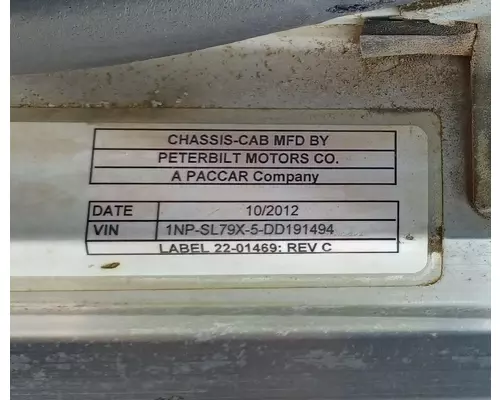 CHASSIS-CAB MFD BY
PETERBILT MOTORS CO.
A PACCAR Company
DATE 10/2012
VIN 1NP-SL79X-5-DD191494
LABEL 22-01469: REV C